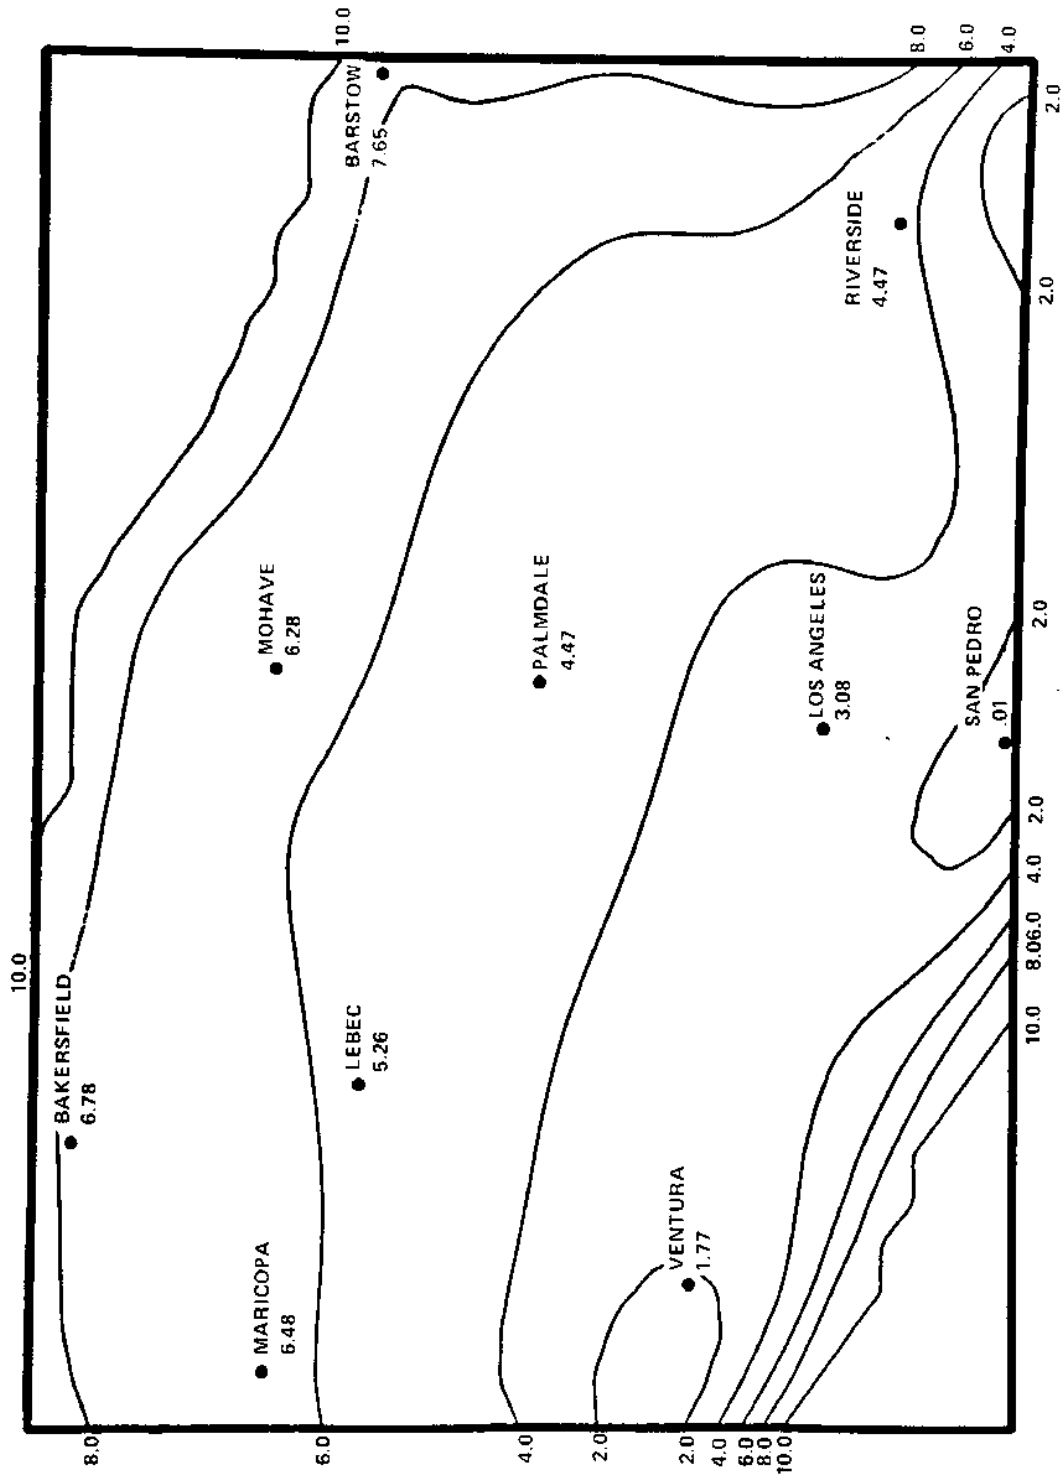 10.0
BAKERSFIELD
6.78
8.0
MARICOPA
6.48
MOHAVE
6.28
6.0
LEBEC
5.26
BARSTOW
7.65
10.0
4.0
PALMDALE
4.47
2.0
VENTURA
1.77
2.0
4.0
6.0
8.0
10.0
LOS ANGELES
3.08
RIVERSIDE
4.47
8.0
6.0
4.0
SAN PEDRO
.01
10.0 8.0 6.0 4.0 2.0 2.0 2.0 2.0